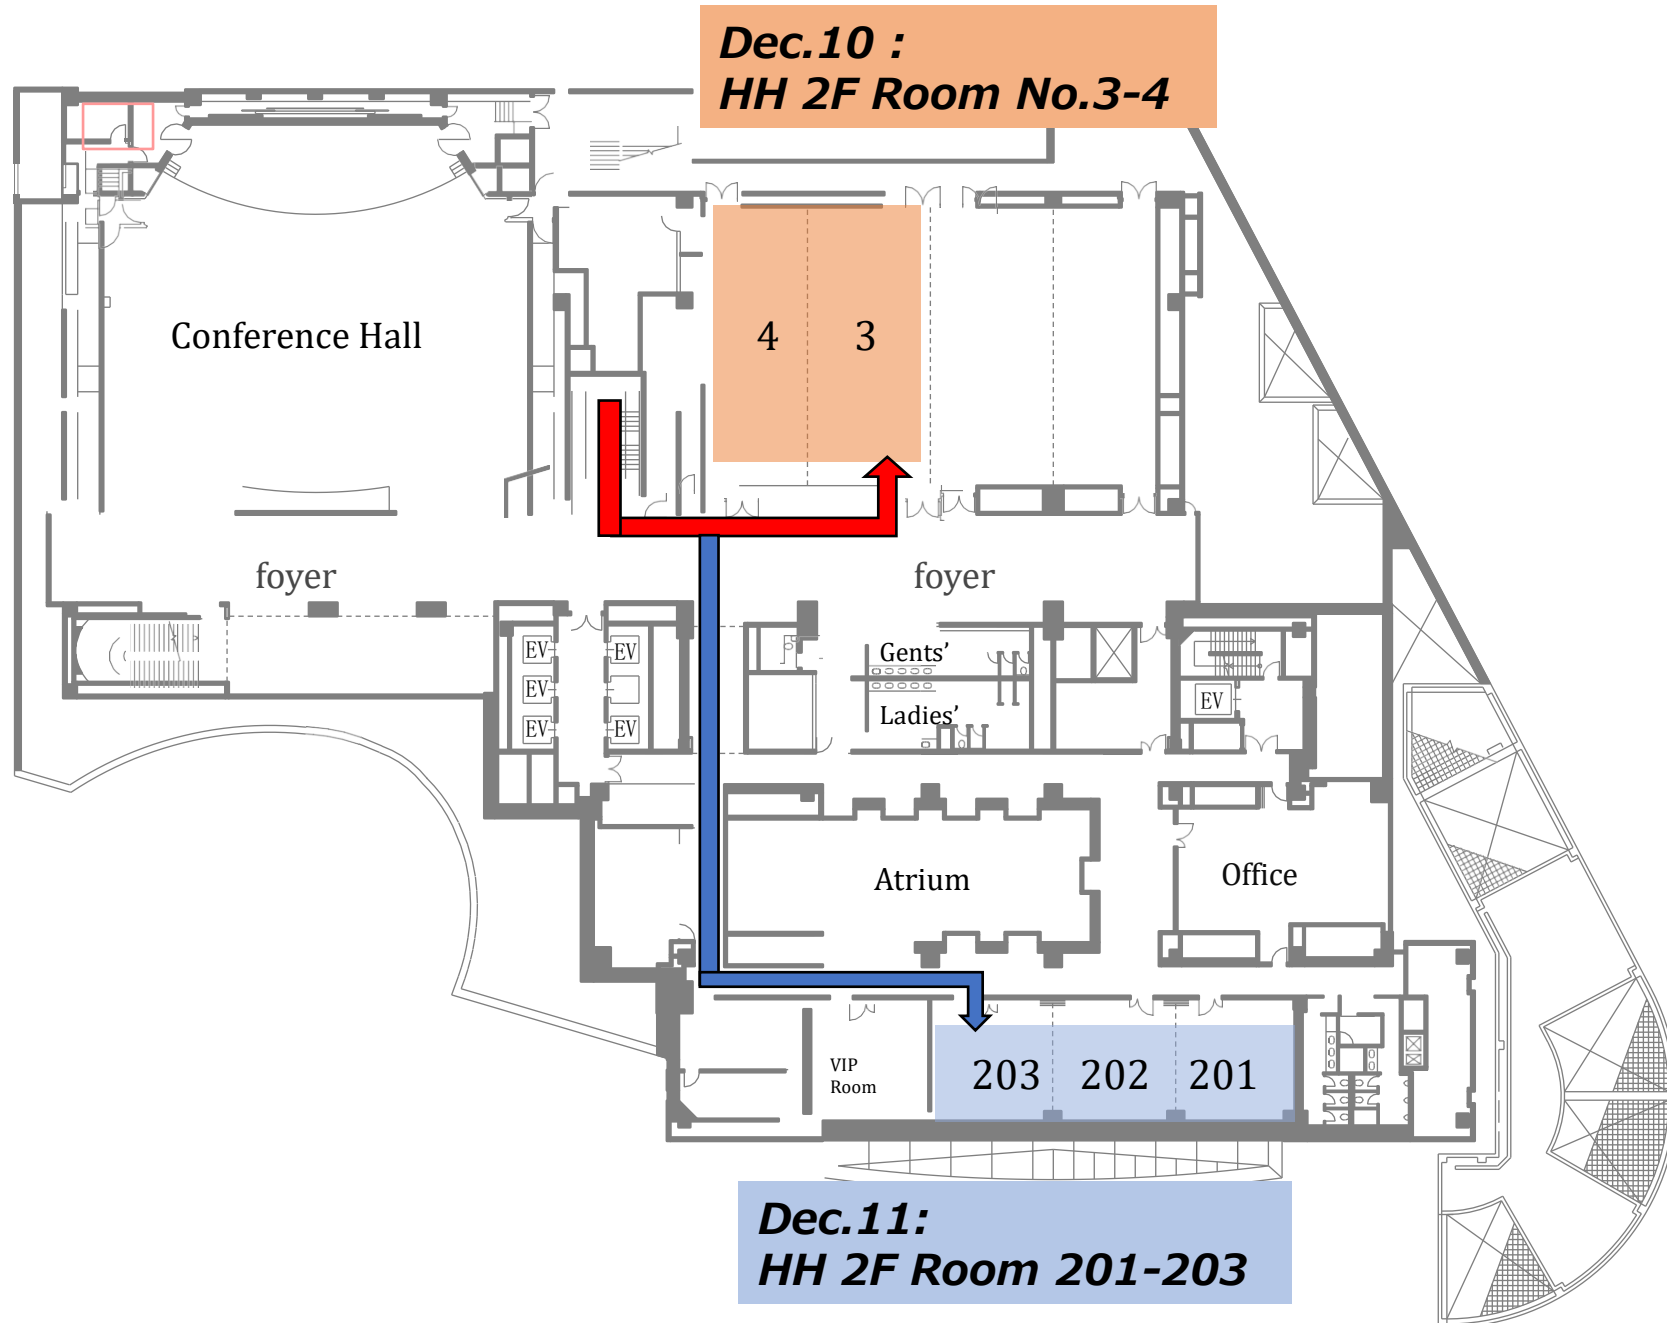 Dec.10 :
HH 2F Room No.3-4
Conference Hall
4
3
foyer
foyer
EV
EV
EV
EV
EV
Gents’
Ladies’
EV
Atrium
Office
VIP
Room
203
202
201
Dec.11:
HH 2F Room 201-203